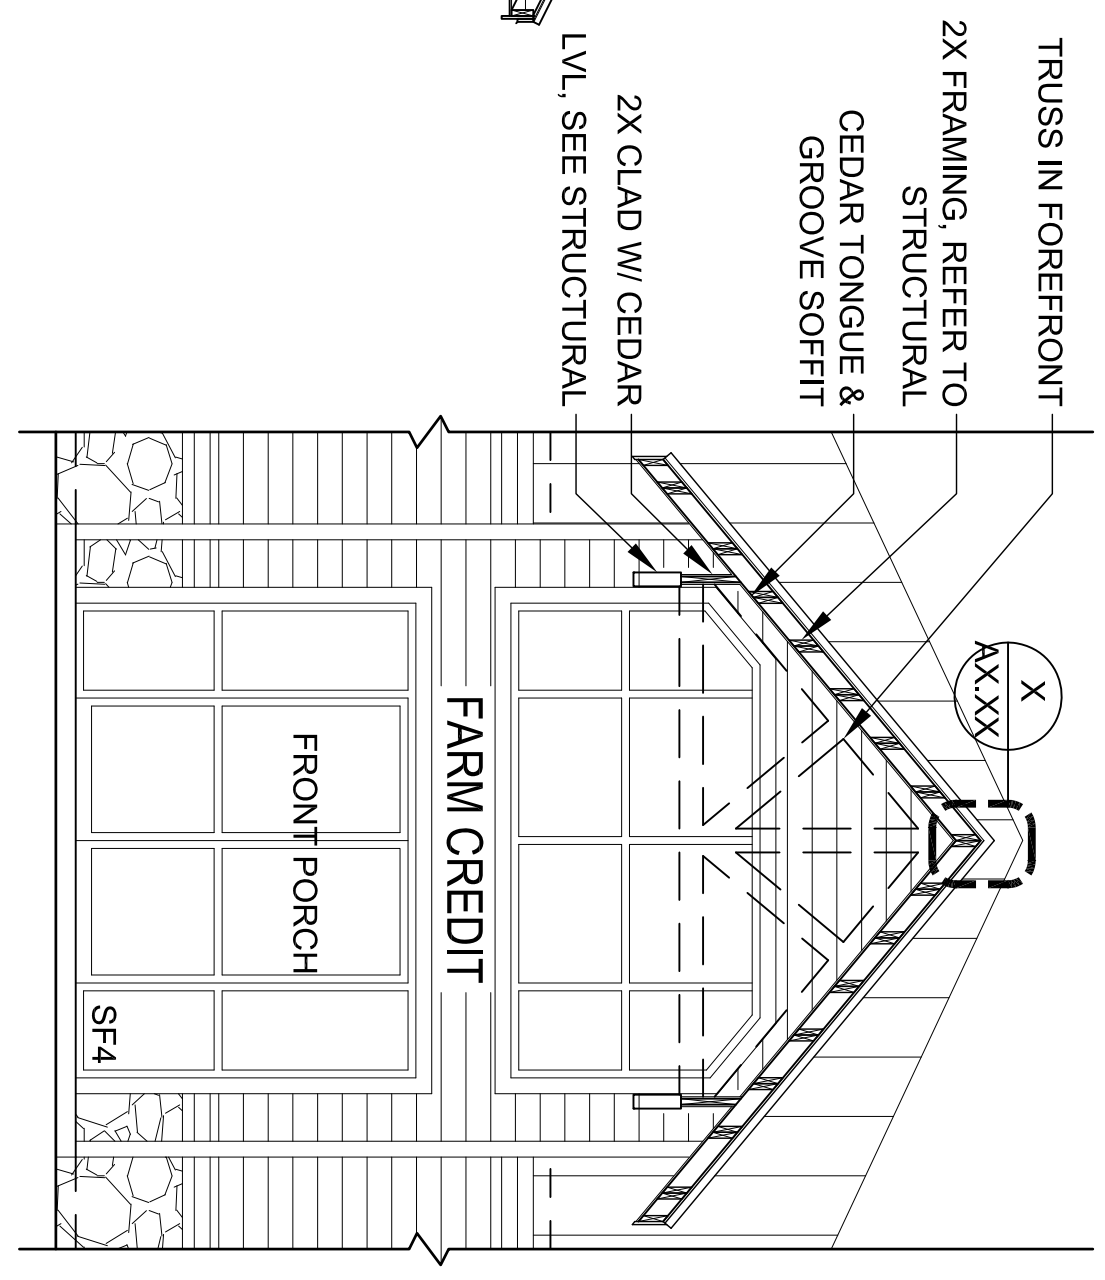 TRUSS IN FOREFRONT
2X FRAMING, REFER TO
STRUCTURAL
CEDAR TONGUE &
GROOVE SOFFIT
2X CLAD W/ CEDAR
LVL, SEE STRUCTURAL
X
AX.XX
FARM CREDIT
FRONT PORCH
SF4